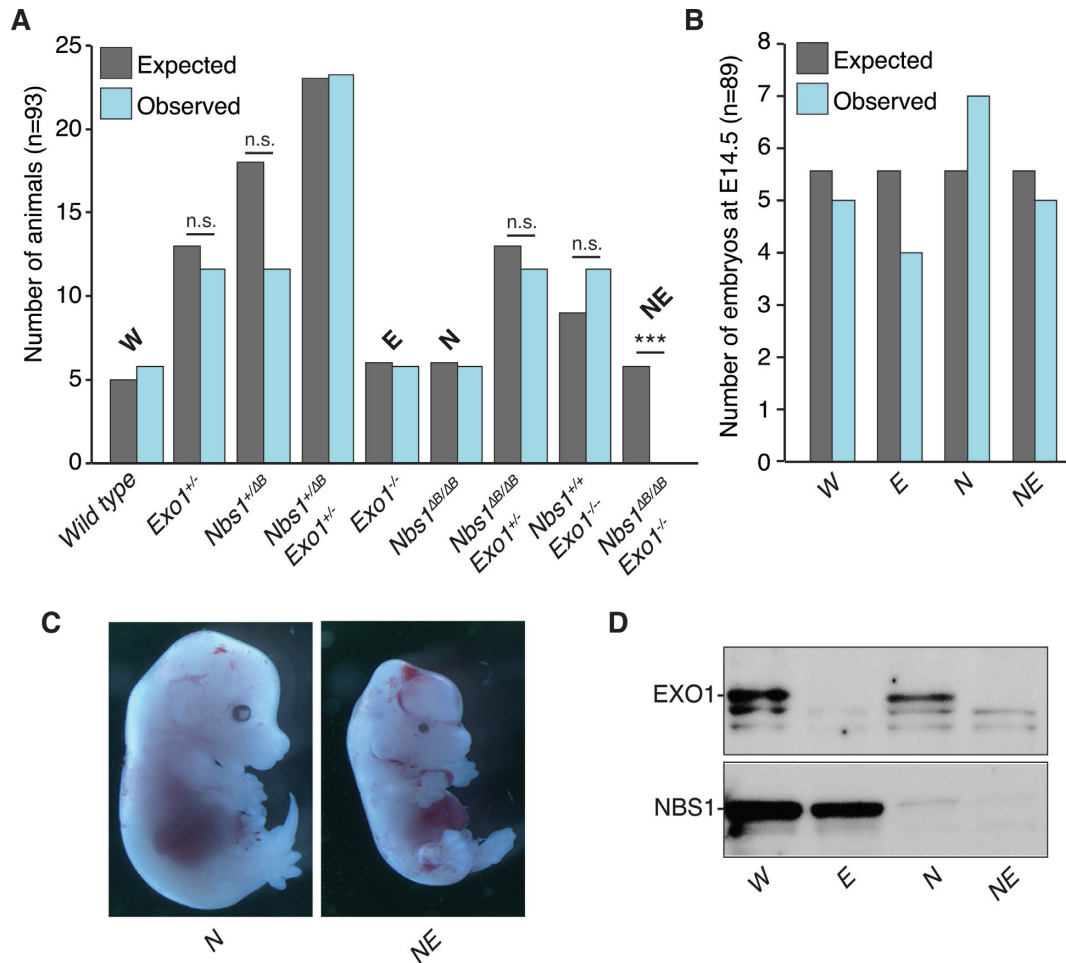 A
Number of animals (n=93)
25
20
15
10
5
0
Expected
Observed
W
n.s.
n.s.
E
N
n.s.
n.s.
NE
***
Wild type
Exo1+/-
Nbs1+/ΔB
Nbs1+/ΔB
Exo1+/-
Exo1-/-
Nbs1ΔB/ΔB
Nbs1ΔB/ΔB
Exo1+/-
Nbs1+/+
Exo1-/-
Nbs1ΔB/ΔB
Exo1-/-
B
Number of embryos at E14.5 (n=89)
8
7
6
5
4
3
2
1
0
Expected
Observed
W
E
N
NE
C
N
NE
D
EXO1
NBS1
W
E
N
NE